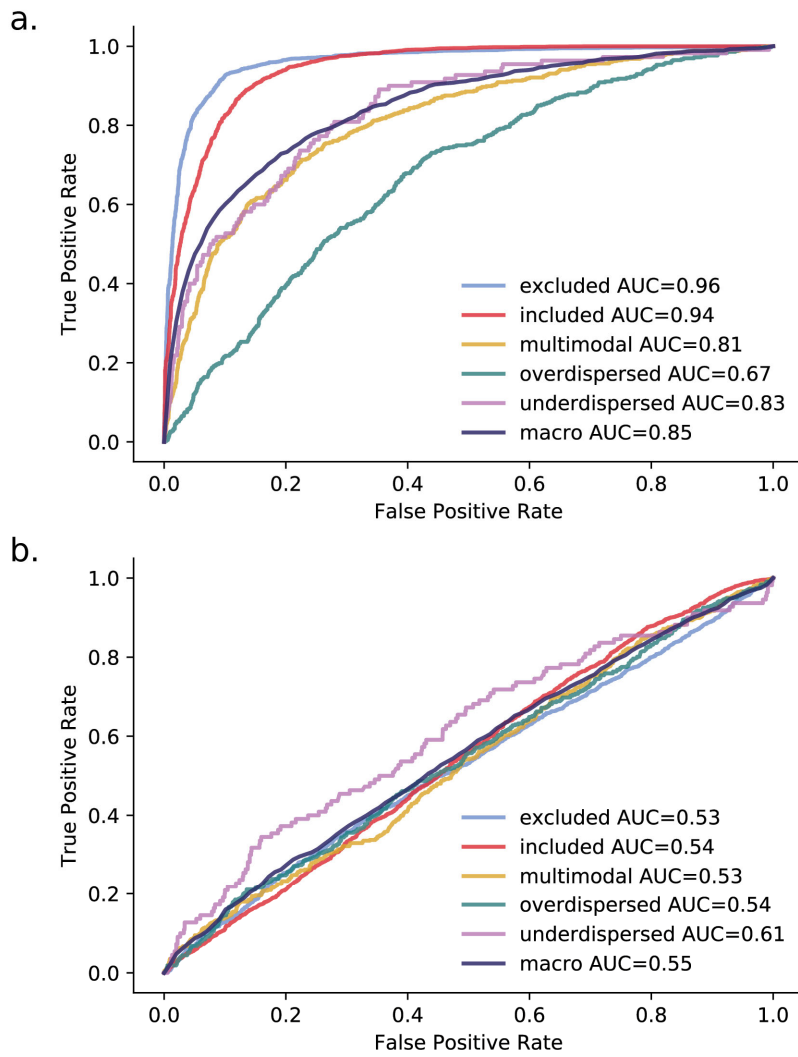 a.
1.0
0.8
0.6
0.4
0.2
0.0
True Positive Rate
excluded AUC=0.96
included AUC=0.94
multimodal AUC=0.81
overdispersed AUC=0.67
underdispersed AUC=0.83
macro AUC=0.85
0.0 0.2 0.4 0.6 0.8 1.0
False Positive Rate
b.
1.0
0.8
0.6
0.4
0.2
0.0
True Positive Rate
excluded AUC=0.53
included AUC=0.54
multimodal AUC=0.53
overdispersed AUC=0.54
underdispersed AUC=0.61
macro AUC=0.55
0.0 0.2 0.4 0.6 0.8 1.0
False Positive Rate